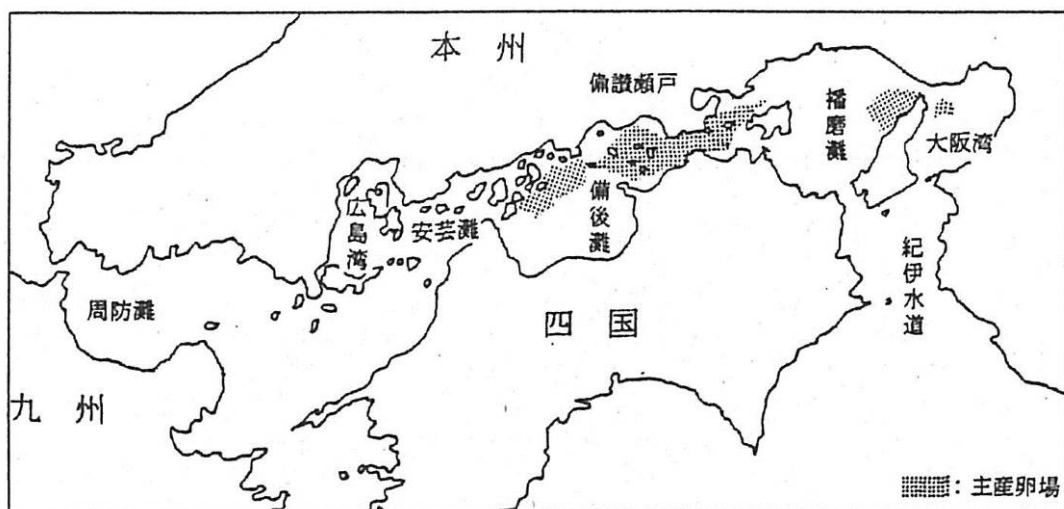 本州
備讃瀬戸
播磨灘
大阪湾
広島湾
安芸灘
備後灘
紀伊水道
周防灘
四国
九州
:主産卵場